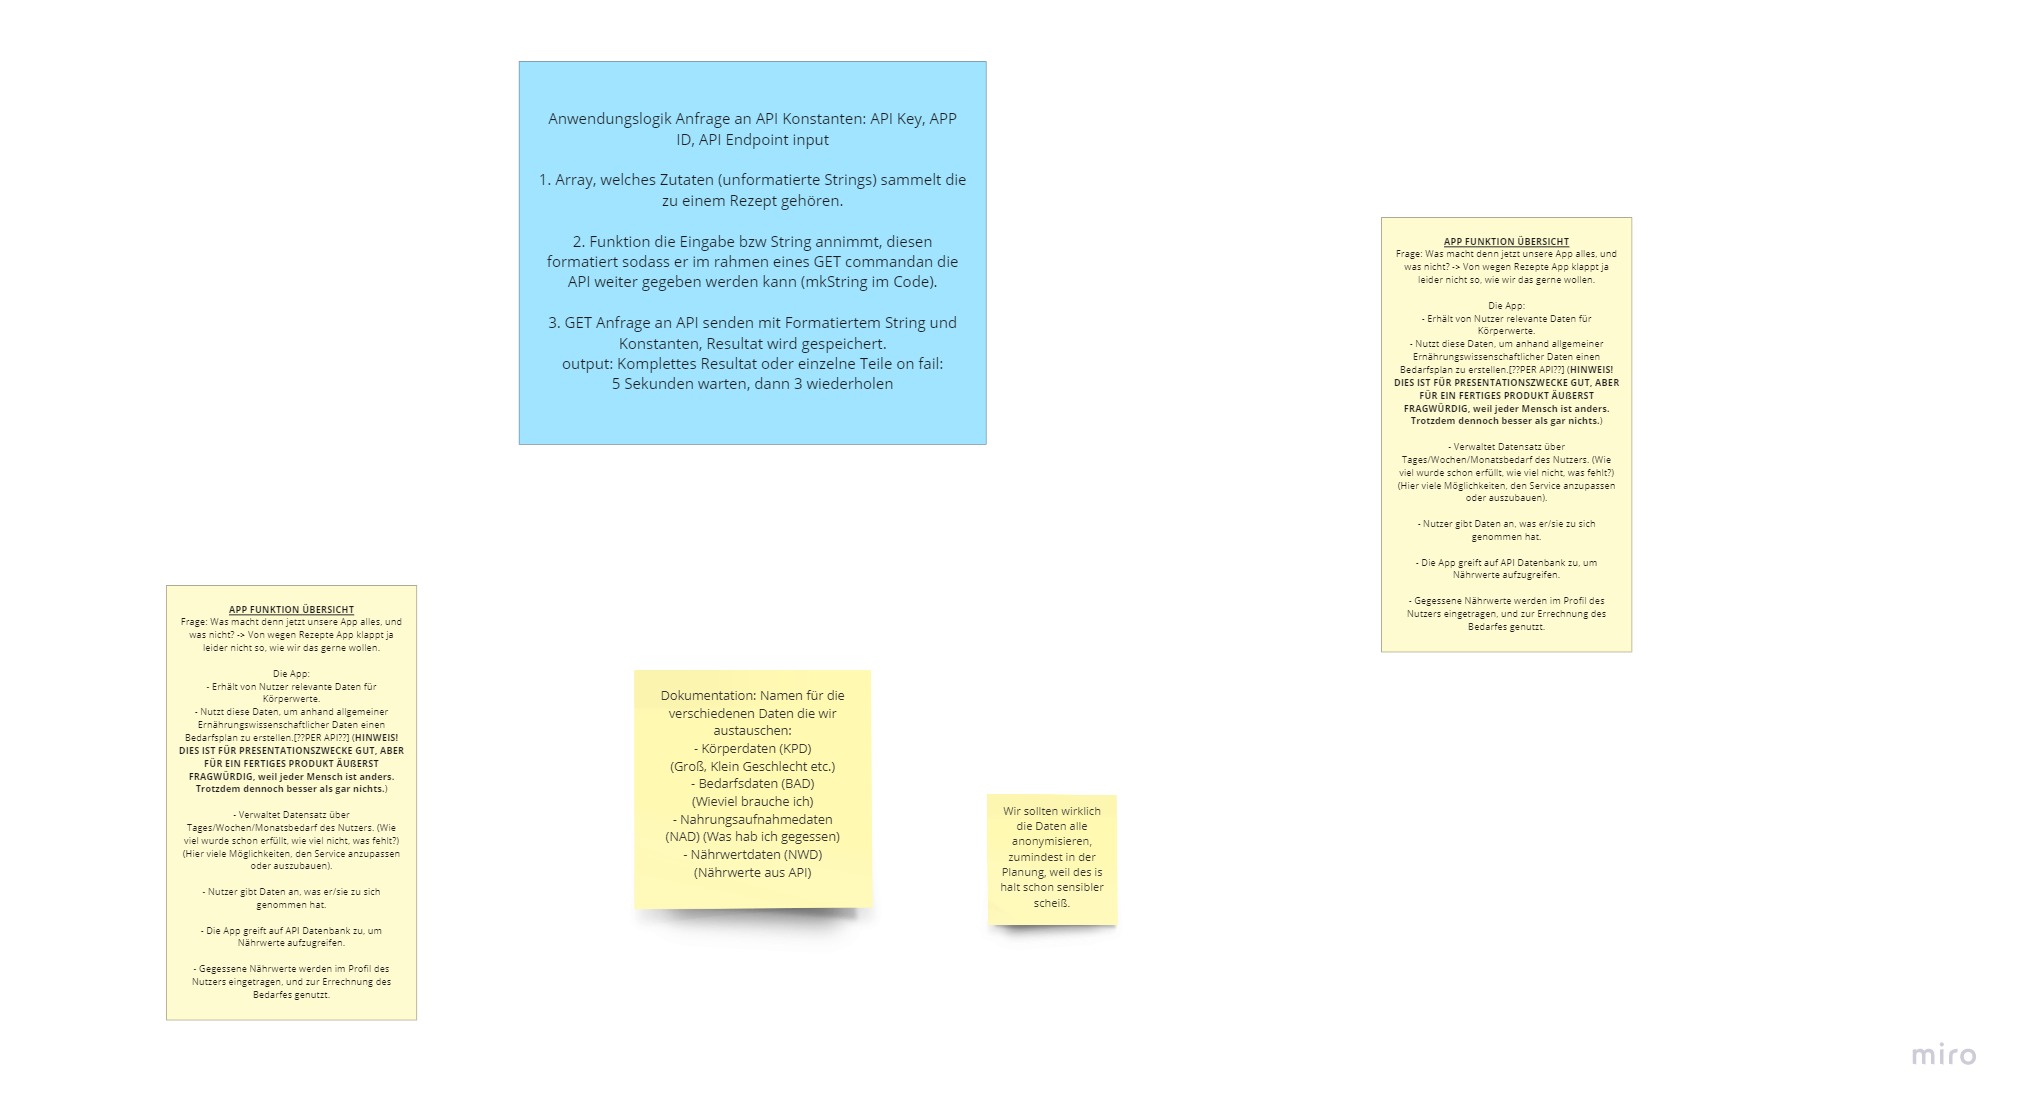 Anwendungslogik Anfrage an API Konstanten: API Key, APP
ID, API Endpoint input
1. Array, welches Zutaten (unformatierte Strings) sammelt die
zu einem Rezept gehören.
2. Funktion die Eingabe bzw String annimmt, diesen
formatiert sodass er im rahmen eines GET commandan die
API weiter gegeben werden kann (mkString im Code).
3. GET Anfrage an API senden mit Formatiertem String und
Konstanten, Resultat wird gespeichert.
output: Komplettes Resultat oder einzelne Teile on fail:
5 Sekunden warten, dann 3 wiederholen
APP FUNKTION ÜBERSICHT
Frage: Was macht denn jetzt unsere App alles, und
was nicht? -> Von wegen Rezepte App klappt ja
leider nicht so, wie wir das gerne wollen.
Die App:
- Erhält von Nutzer relevante Daten für
Körperwerte.
- Nutzt diese Daten, um anhand allgemeiner
Ernährungswissenschaftlicher Daten einen
Bedarfsplan zu erstellen.[??PER API??] (HINWEIS!
DIES IST FÜR PRESENTATIONSZWECKE GUT, ABER
FÜR EIN FERTIGES PRODUKT ÄUßERST
FRAGWÜRDIG, weil jeder Mensch ist anders.
Trotzdem dennoch besser als gar nichts.)
- Verwaltet Datensatz über
Tages/Wochen/Monatsbedarf des Nutzers. (Wie
viel wurde schon erfüllt, wie viel nicht, was fehlt?)
(Hier viele Möglichkeiten, den Service anzupassen
oder auszubauen).
- Nutzer gibt Daten an, was er/sie zu sich
genommen hat.
- Die App greift auf API Datenbank zu, um
Nährwerte aufzugreifen.
- Gegessene Nährwerte werden im Profil des
Nutzers eingetragen, und zur Errechnung des
Bedarfes genutzt.
APP FUNKTION ÜBERSICHT
Frage: Was macht denn jetzt unsere App alles, und
was nicht? -> Von wegen Rezepte App klappt ja
leider nicht so, wie wir das gerne wollen.
Die App:
- Erhält von Nutzer relevante Daten für
Körperwerte.
- Nutzt diese Daten, um anhand allgemeiner
Ernährungswissenschaftlicher Daten einen
Bedarfsplan zu erstellen.[??PER API??] (HINWEIS!
DIES IST FÜR PRESENTATIONSZWECKE GUT, ABER
FÜR EIN FERTIGES PRODUKT ÄUßERST
FRAGWÜRDIG, weil jeder Mensch ist anders.
Trotzdem dennoch besser als gar nichts.)
- Verwaltet Datensatz über
Tages/Wochen/Monatsbedarf des Nutzers. (Wie
viel wurde schon erfüllt, wie viel nicht, was fehlt?)
(Hier viele Möglichkeiten, den Service anzupassen
oder auszubauen).
- Nutzer gibt Daten an, was er/sie zu sich
genommen hat.
- Die App greift auf API Datenbank zu, um
Nährwerte aufzugreifen.
- Gegessene Nährwerte werden im Profil des
Nutzers eingetragen, und zur Errechnung des
Bedarfes genutzt.
Dokumentation: Namen für die
verschiedenen Daten die wir
austauschen:
- Körperdaten (KPD)
(Groß, Klein Geschlecht etc.)
- Bedarfsdaten (BAD)
(Wieviel brauche ich)
- Nahrungsaufnahmedaten
(NAD) (Was hab ich gegessen)
- Nährwertdaten (NWD)
(Nährwerte aus API)
Wir sollten wirklich
die Daten alle
anonymisieren,
zumindest in der
Planung, weil des is
halt schon sensibler
scheiß.
miro